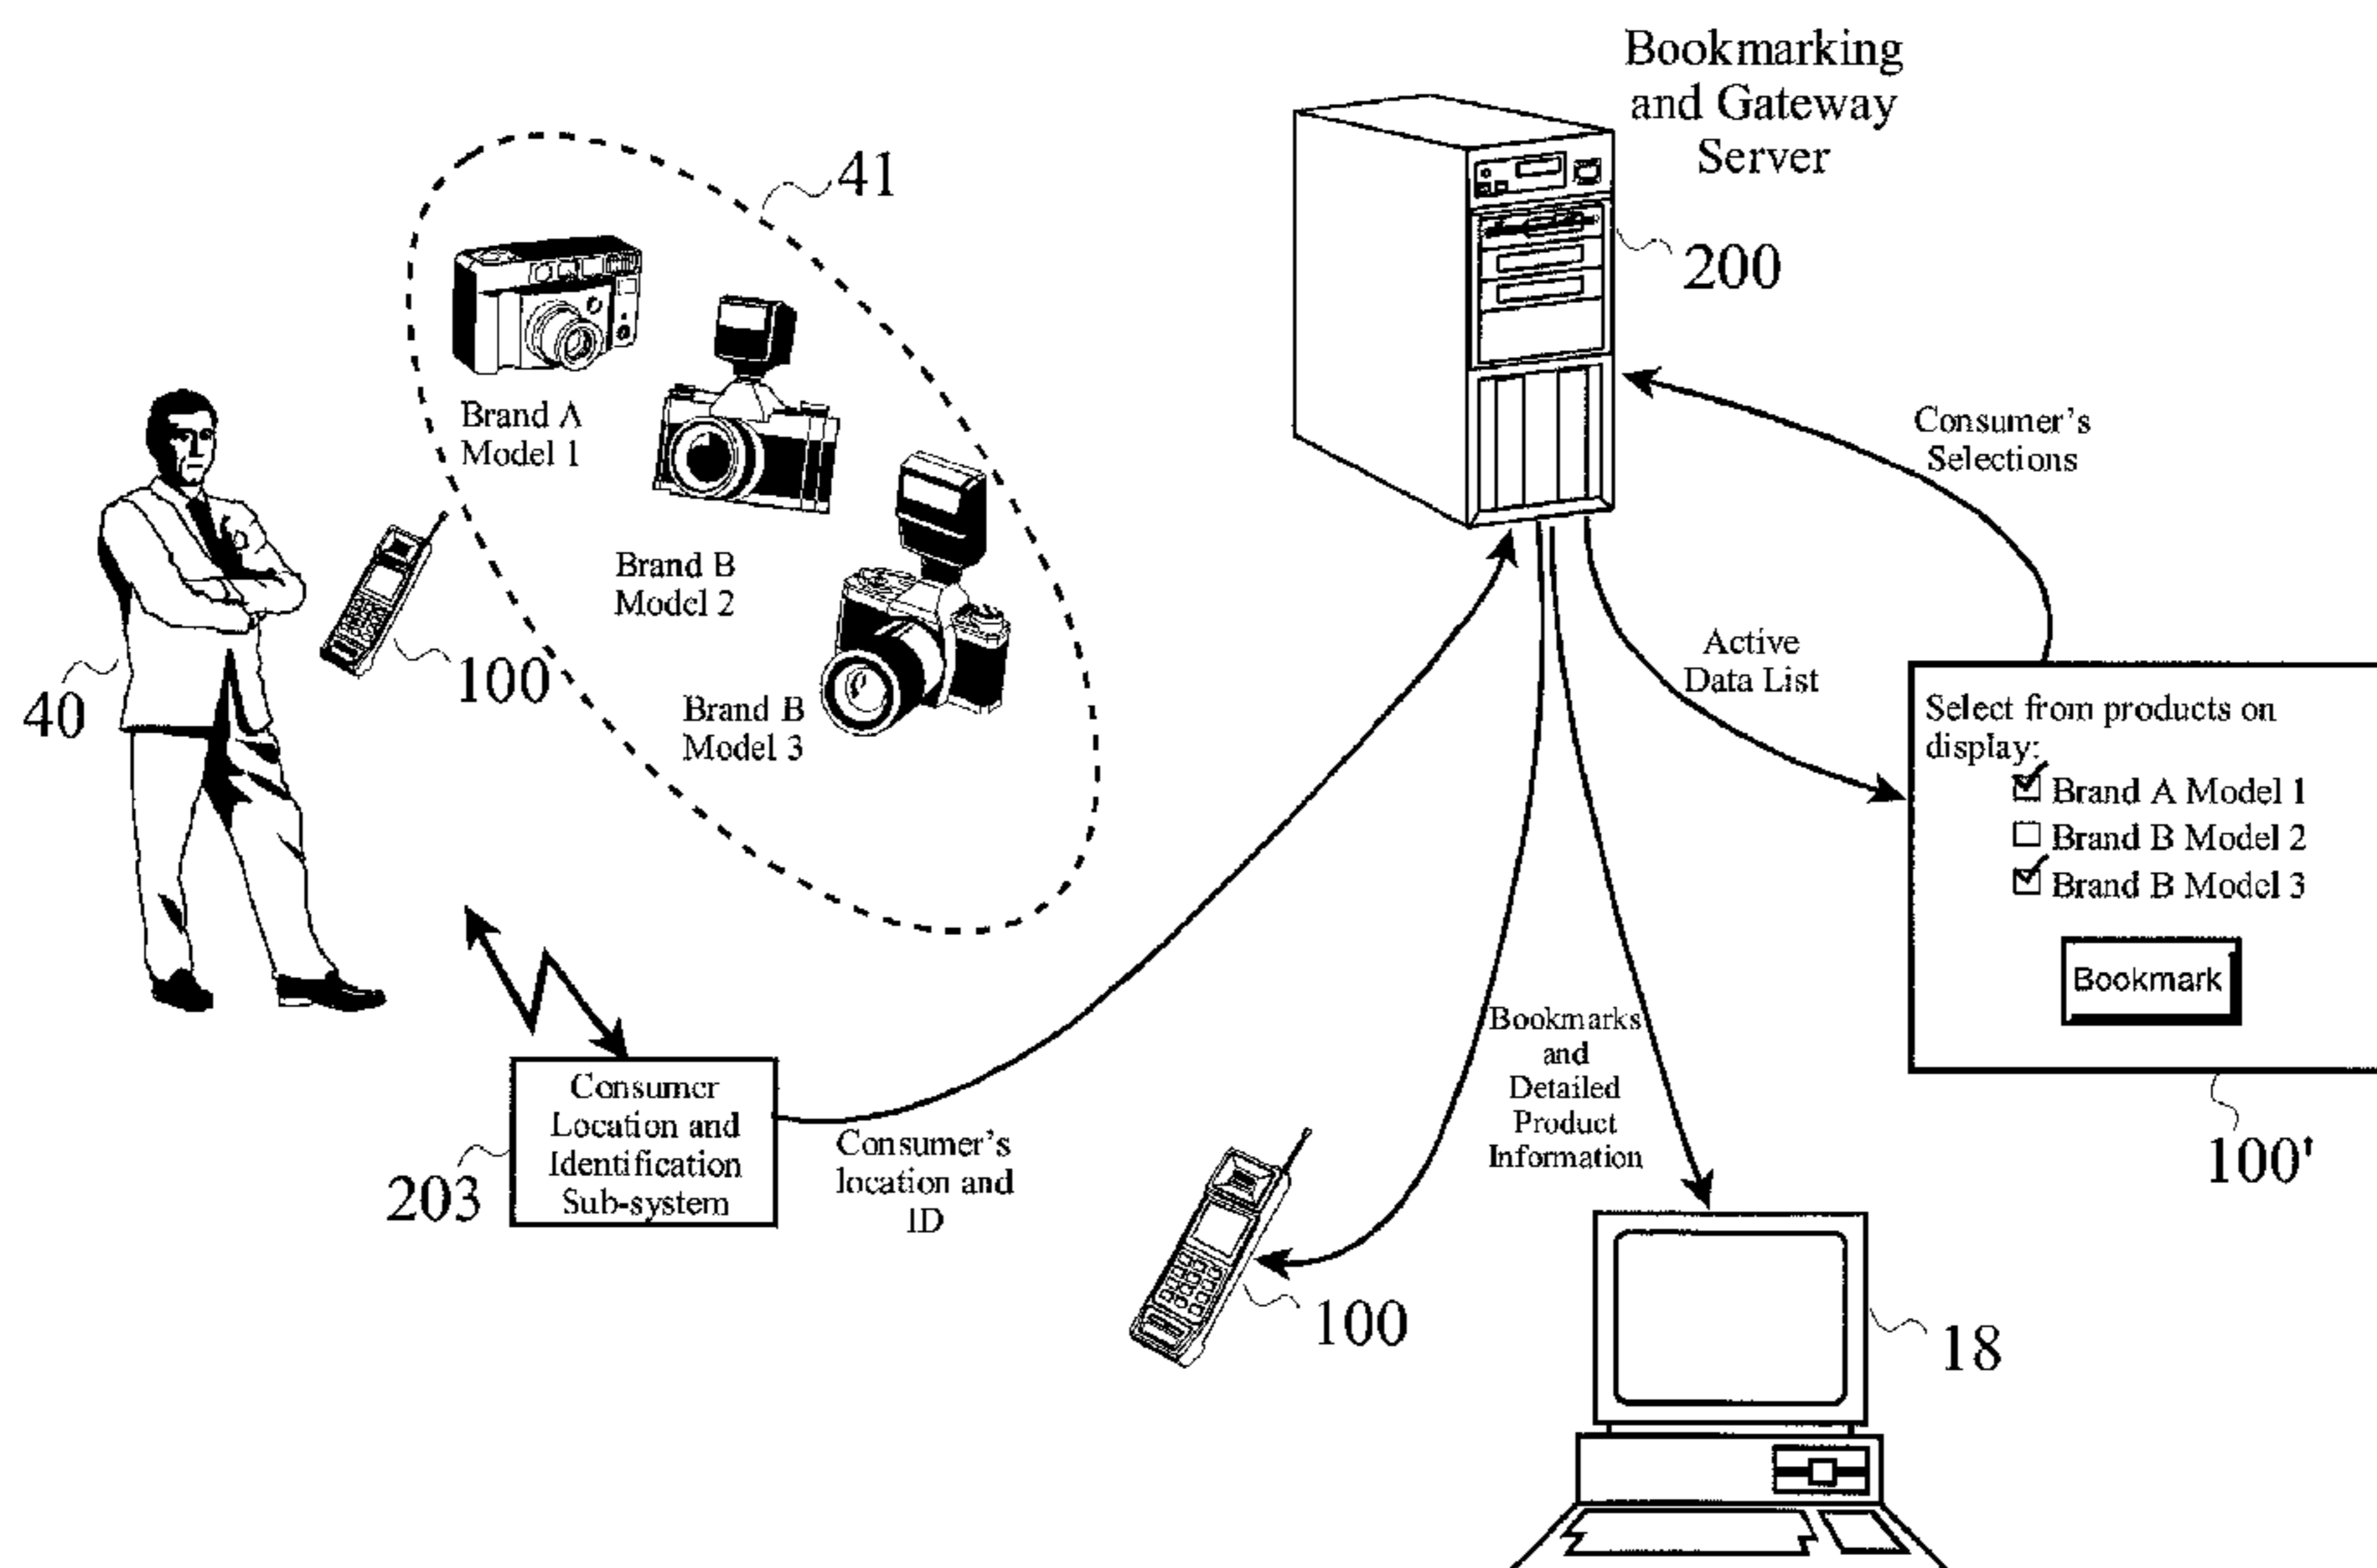 Bookmarking
and Gateway
Server
200
41
Brand A
Model 1
Brand B
Model 2
Brand B
Model 3
40
100
Consumer's
Selections
Active
Data List
Select from products on
display:
Brand A Model 1
Brand B Model 2
Brand B Model 3
Bookmark
100'
Consumer
Location and
Identification
Sub-system
203
Consumer's
location and
ID
Bookmarks
and
Detailed
Product
Information
100
18